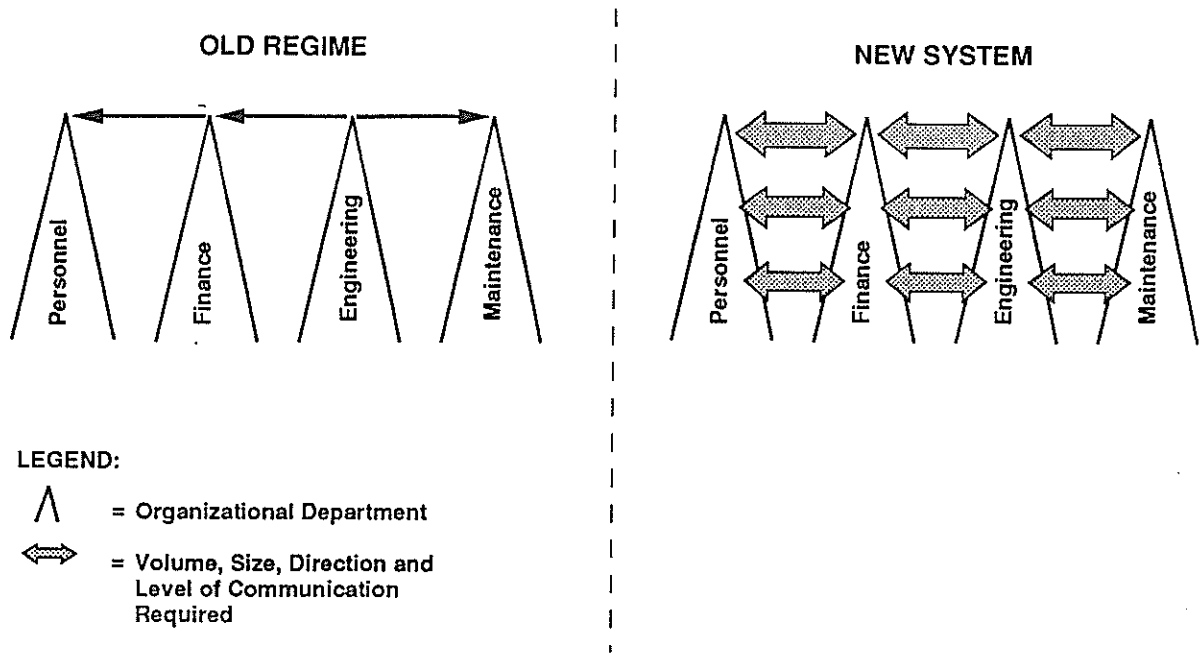 OLD REGIME
Personnel
Finance
Engineering
Maintenance
NEW SYSTEM
Personnel
Finance
Engineering
Maintenance
LEGEND:
= Organizational Department
= Volume, Size, Direction and
Level of Communication
Required